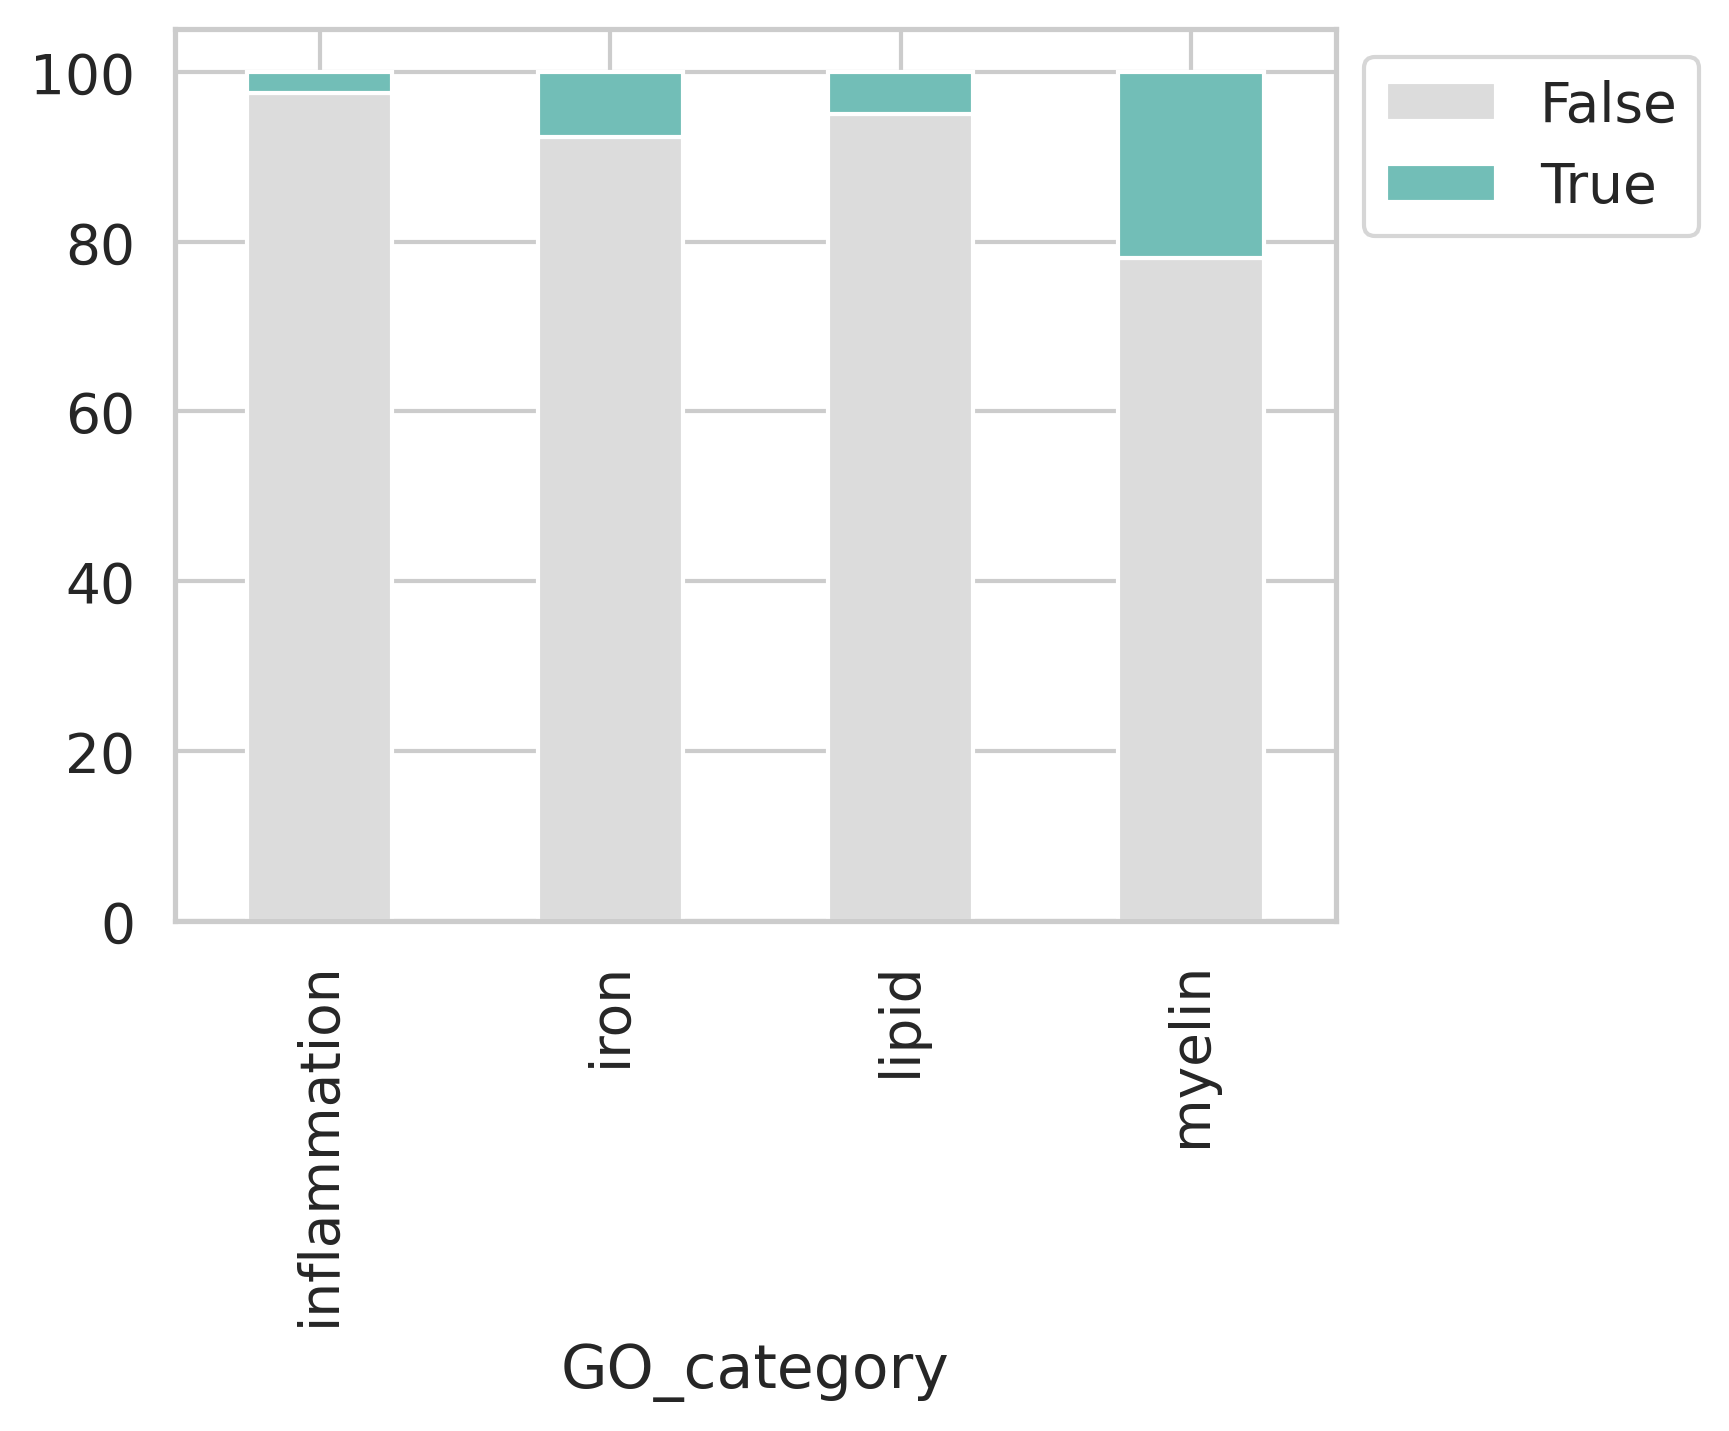 100
80
60
40
20
0
inflammation
iron
lipid
myelin
GO_category
False
True